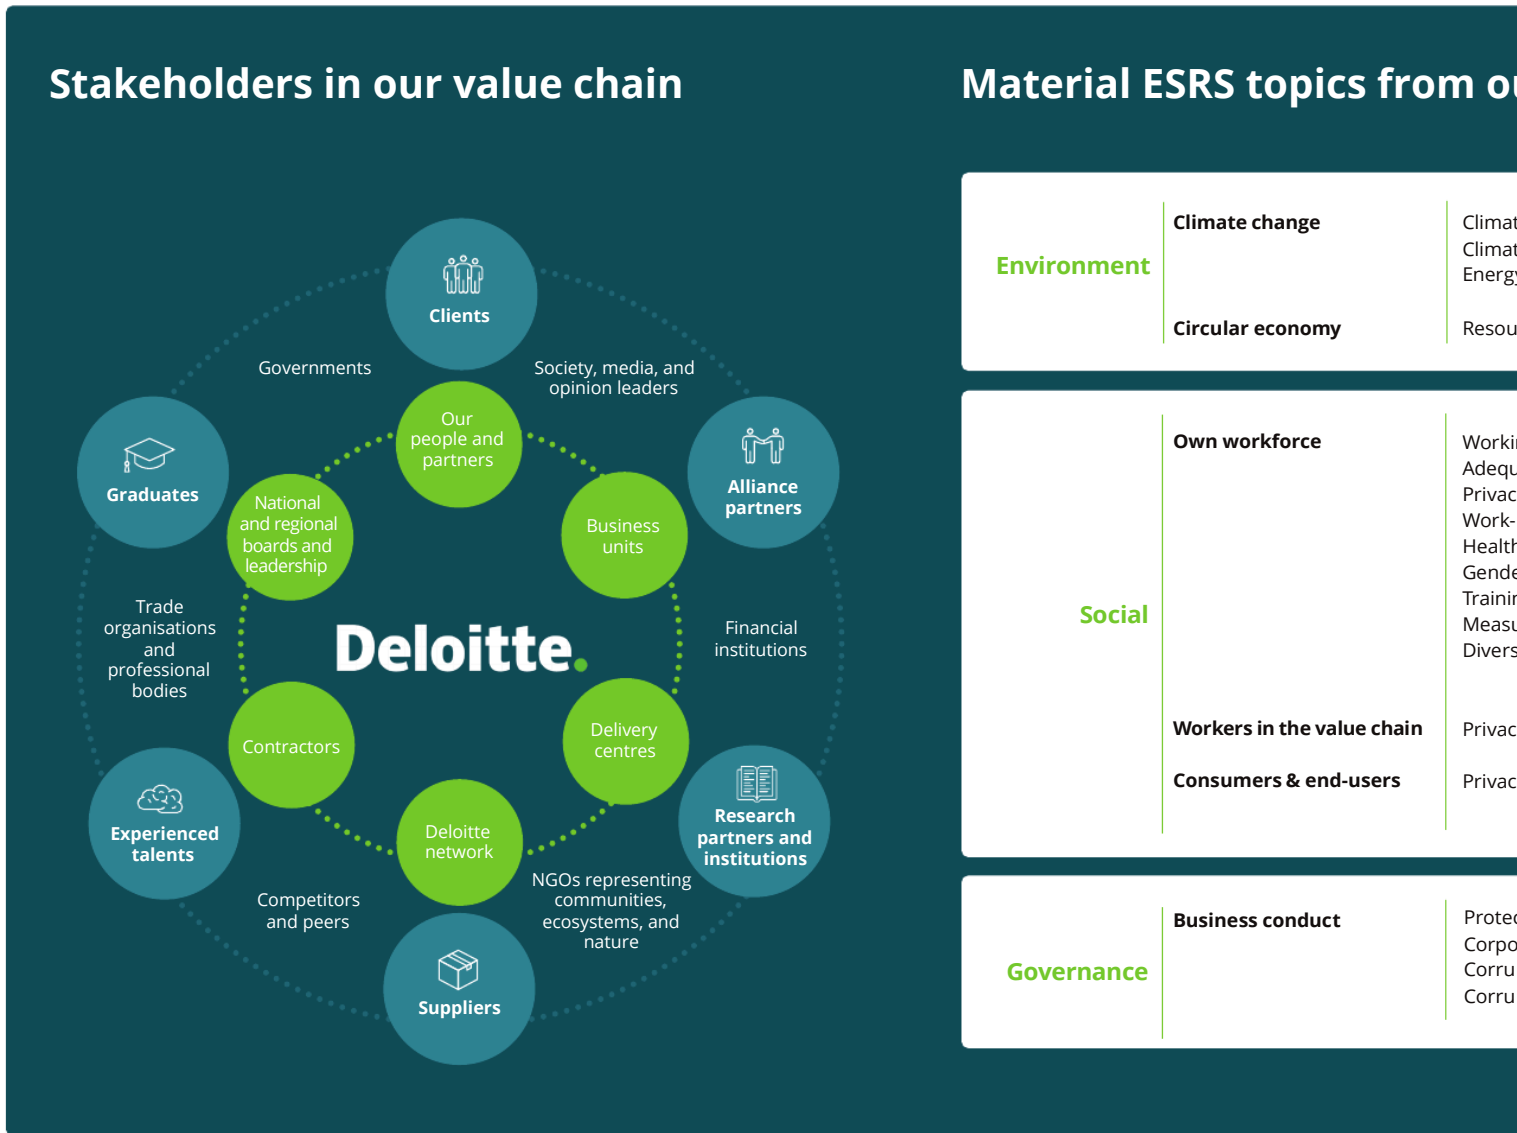 Stakeholders in our value chain
Clients
Governments
Society, media, and
opinion leaders
Our
people and
partners
Graduates
Alliance
partners
National
and regional
boards and
leadership
Business
units
Trade
organisations
and
professional
bodies
Deloitte.
Financial
institutions
Contractors
Delivery
centres
Experienced
talents
Deloitte
network
Research
partners and
institutions
Competitors
and peers
NGOs representing
communities,
ecosystems, and
nature
Suppliers
Material ESRS topics from
Environment
Climate change
Circular economy
Social
Own workforce
Workers in the value chain
Privac
Consumers & end-users
Privac
Governance
Business conduct